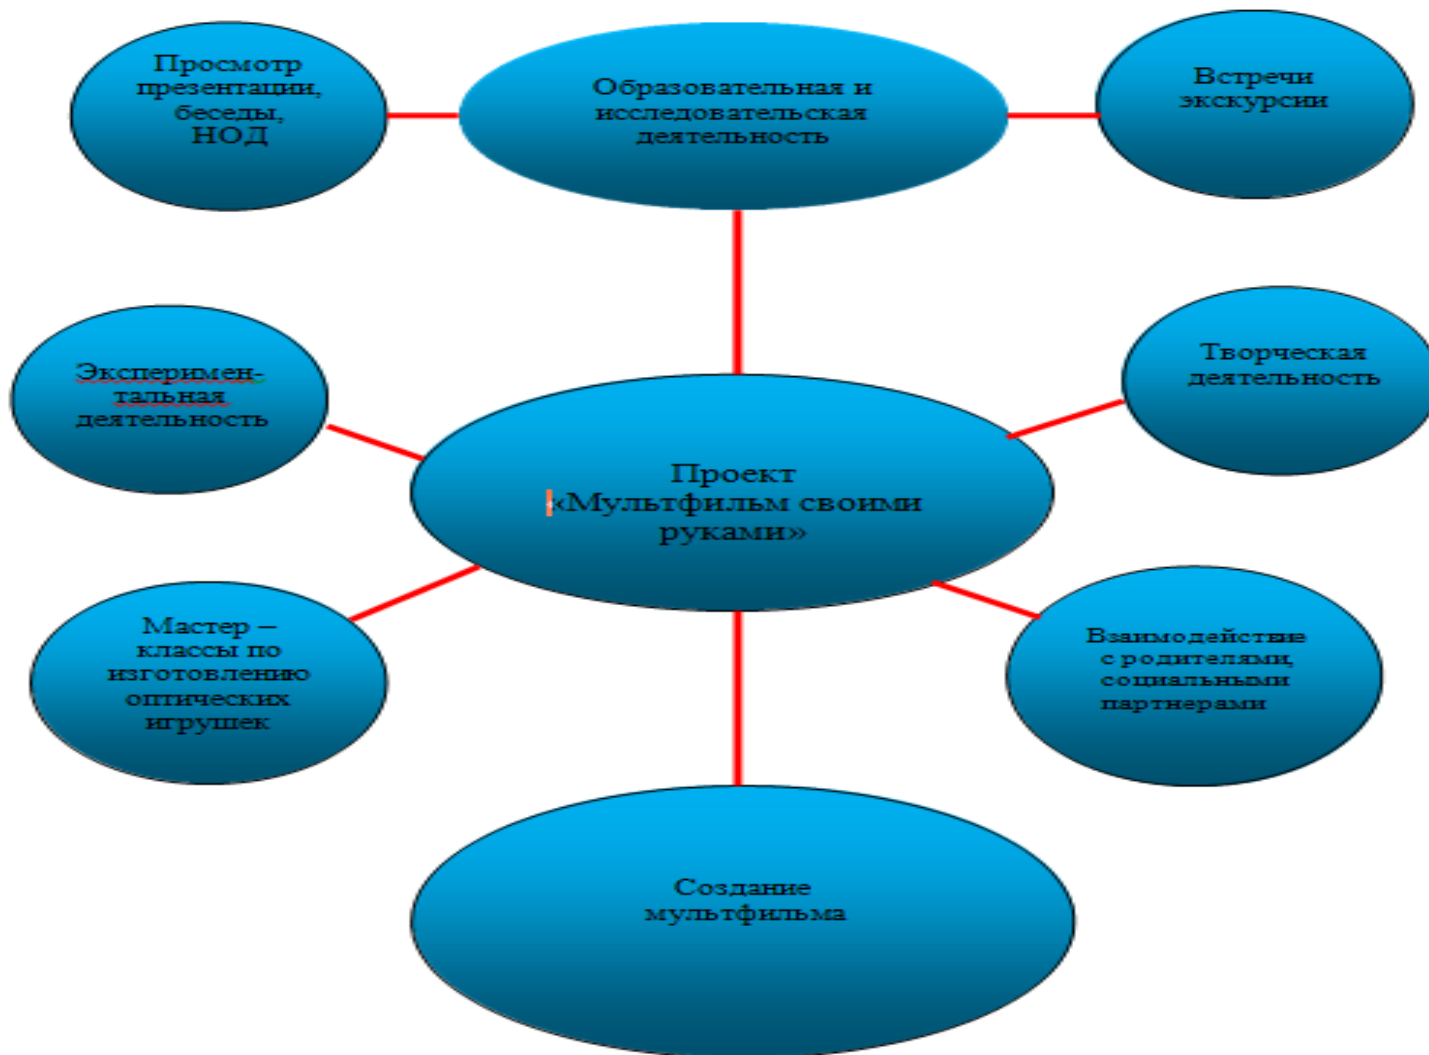 Просмотр
презентации,
беседы,
НОД
Образовательная и
исследовательская
деятельность
Встречи
экскурсии
Эксперимен-
тальная
деятельность
Творческая
деятельность
Проект
«Мультфильм своими
руками»
Мастер –
классы по
изготовлению
оптических
игрушек
Взаимодействие
с родителями,
социальными
партнерами
Создание
мультфильма